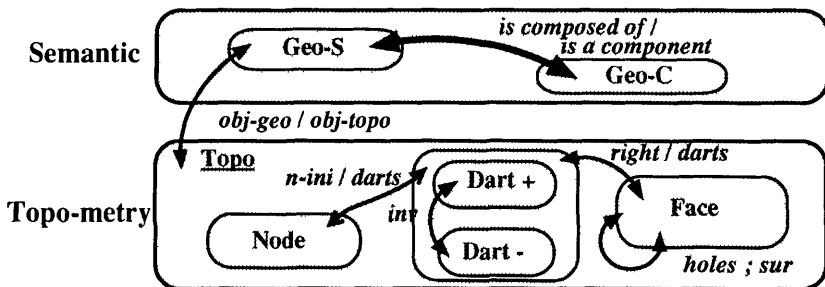 is composed of /
Semantic
Geo-S
is a component
Geo-C
obj-geo / obj-topo
Topo
right / darts
n-ini / darts
Dart +
Topo-metry
inv
Face
Node
Dart -
holes ; sur